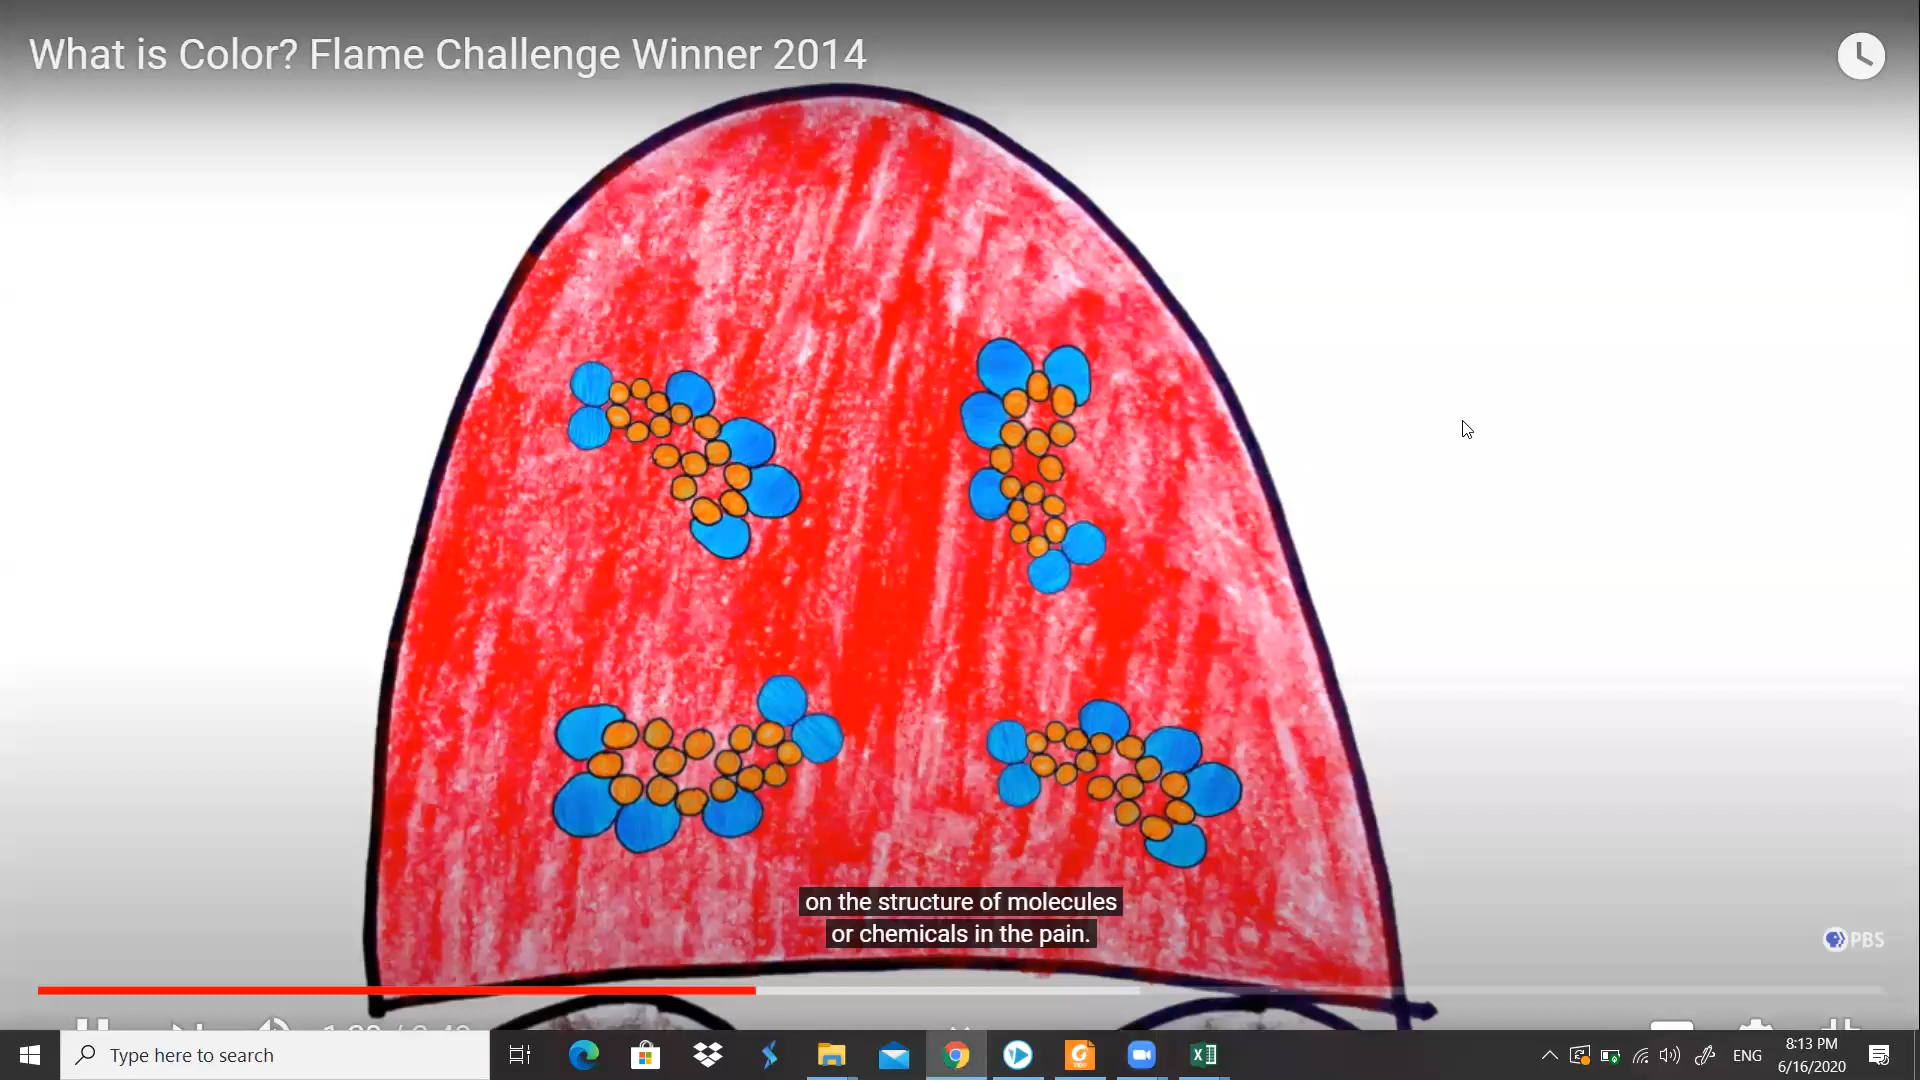 What is Color? Flame Challenge Winner 2014
on the structure of molecules
or chemicals in the pain.
PBS
Type here to search
ENG
8:13 PM
6/16/2020